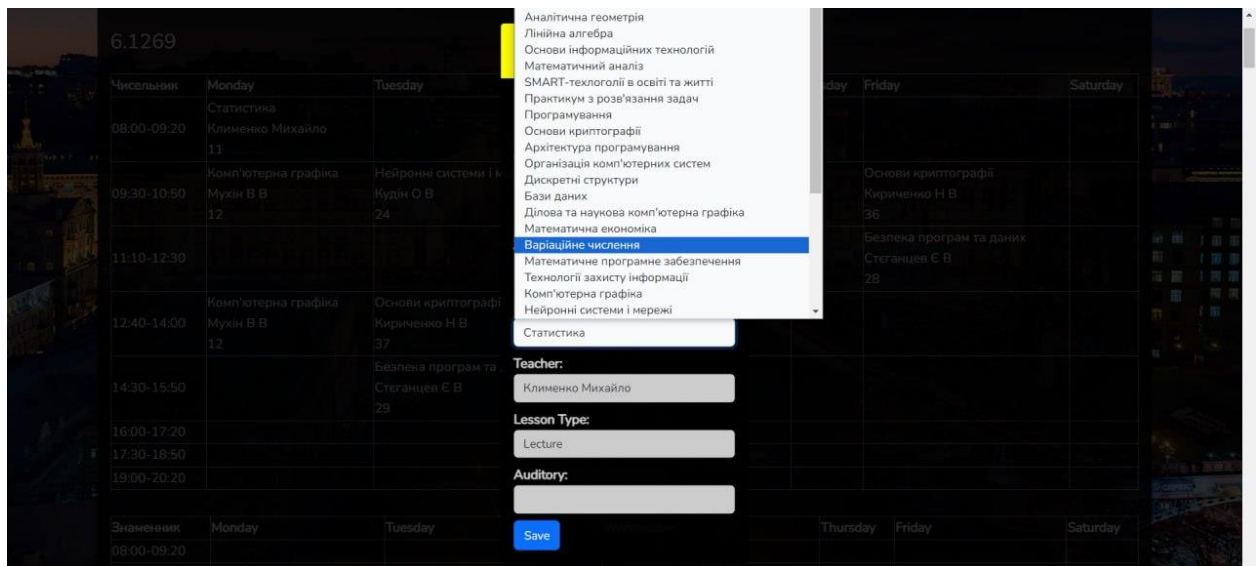 6.1269
Чисельник Monday Tuesday day Friday Saturday
08:00-09:20
Статистика
Клименко Михайло
11
09:30-10:50
Комп'ютерна графіка
Мухін В В
12
Нейронні системи і м
Кудін О В
24
Основи криптографії
Кириченко Н В
36
11:10-12:30
Безпека програм та даних
Стєганцев Є В
28
12:40-14:00
Комп'ютерна графіка
Мухін В В
12
Основи криптографі
Кириченко Н В
37
14:30-15:50
Безпека програм та
Стєганцев Є В
29
16:00-17:20
17:30-18:50
19:00-20:20
Знаменник Monday Tuesday Thursday Friday Saturday
08:00-09:20
Аналітична геометрія
Лінійна алгебра
Основи інформаційних технологій
Математичний аналіз
SMART-техлоголії в освіті та житті
Практикум з розв'язання задач
Програмування
Основи криптографії
Архітектура програмування
Організація комп'ютерних систем
Дискретні структури
Бази даних
Ділова та наукова комп'ютерна графіка
Математична економіка
Варіаційне числення
Математичне програмне забезпечення
Технології захисту інформації
Комп'ютерна графіка
Нейронні системи і мережі
Статистика
Teacher:
Клименко Михайло
Lesson Type:
Lecture
Auditory:
Save